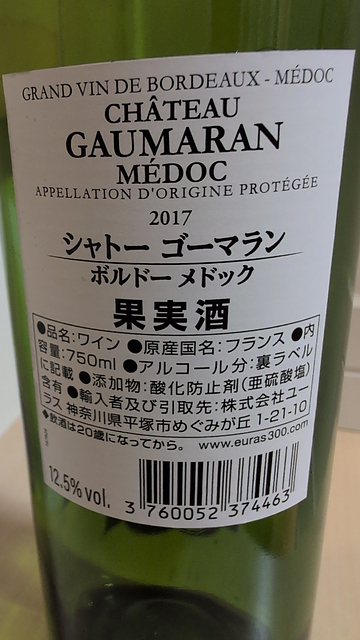 GRAND VIN DE BORDEAUX - MÉDOC
CHÂTEAU
GAUMARAN
MÉDOC
APPELLATION D'ORIGINE PROTÉGÉE
2017
シャトー ゴーマラン
ボルドー メドック
果実酒
●品名:ワイン ●原産国名:フランス ●内
容量:750ml ●アルコール分:裏ラベル
に記載 ●添加物:酸化防止剤(亜硫酸塩)
含有 ●輸入者及び引取先:株式会社ユー
ラス 神奈川県平塚市めぐみが丘 1-21-10
◆飲酒は20歳になってから。 www.euras300.com
12.5% vol.
3 760052 374463